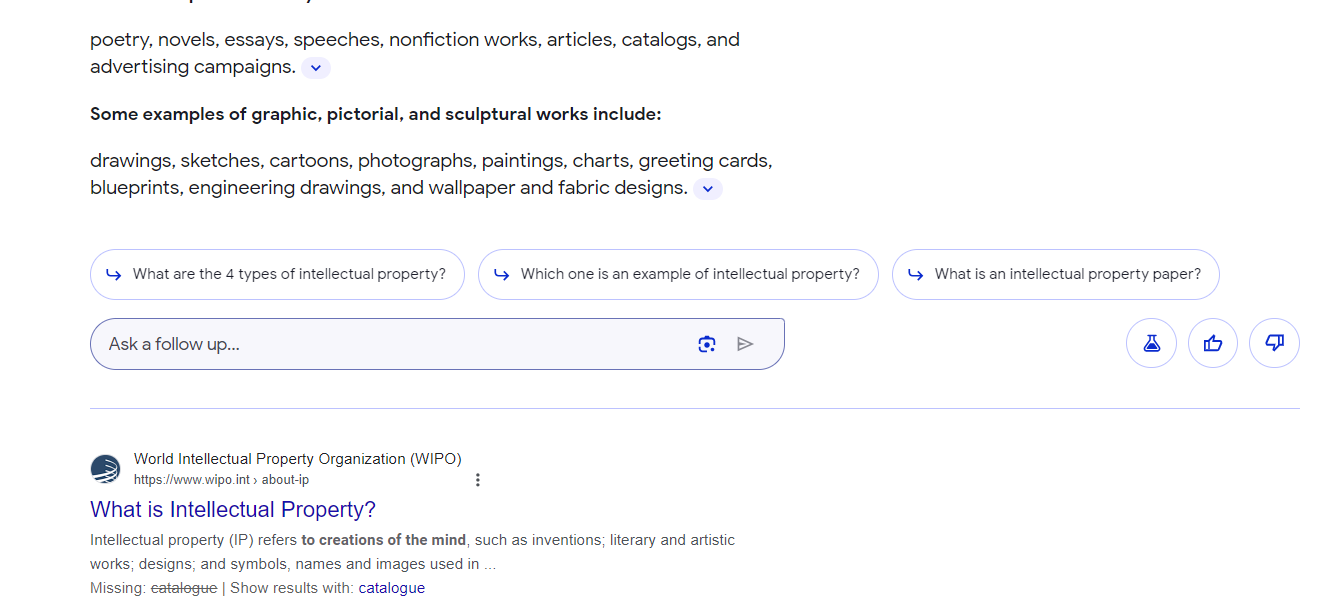 poetry, novels, essays, speeches, nonfiction works, articles, catalogs, and
advertising campaigns.
Some examples of graphic, pictorial, and sculptural works include:
drawings, sketches, cartoons, photographs, paintings, charts, greeting cards,
blueprints, engineering drawings, and wallpaper and fabric designs.
What are the 4 types of intellectual property?
Which one is an example of intellectual property?
What is an intellectual property paper?
Ask a follow up...
World Intellectual Property Organization (WIPO)
https://www.wipo.int › about-ip
What is Intellectual Property?
Intellectual property (IP) refers to creations of the mind, such as inventions; literary and artistic
works; designs; and symbols, names and images used in ...
Missing: catalogue | Show results with: catalogue